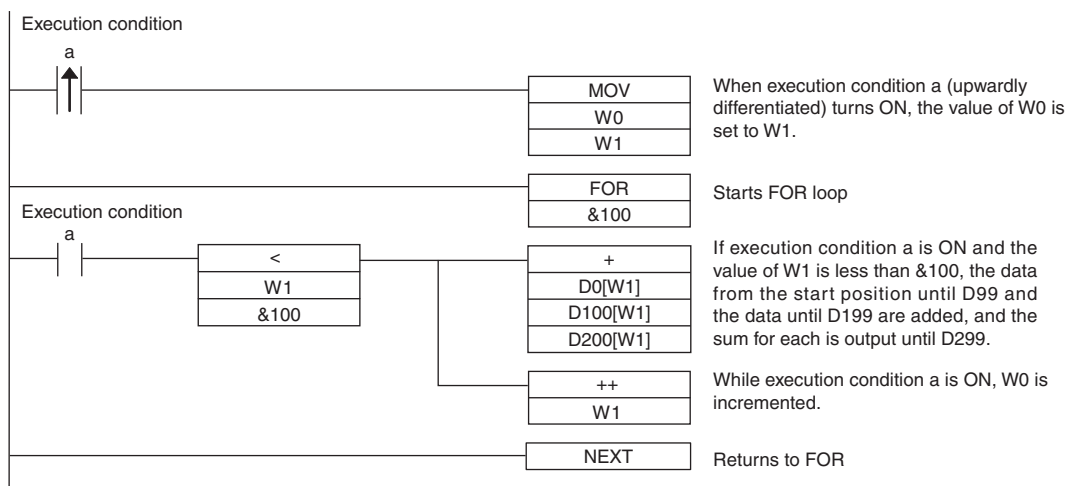 Execution condition
a
MOV
W0
W1
When execution condition a (upwardly
differentiated) turns ON, the value of W0 is
set to W1.
FOR
&100
Starts FOR loop
Execution condition
a
<
W1
&100
+
D0[W1]
D100[W1]
D200[W1]
If execution condition a is ON and the
value of W1 is less than &100, the data
from the start position until D99 and
the data until D199 are added, and the
sum for each is output until D299.
++
W1
While execution condition a is ON, W0 is
incremented.
NEXT
Returns to FOR